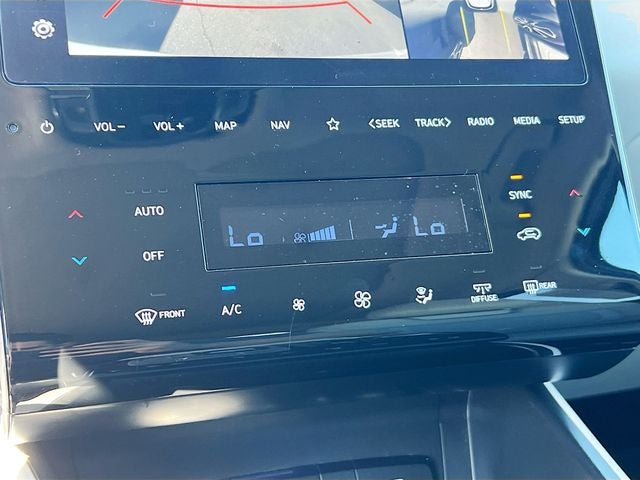 VOL− VOL+ MAP NAV <SEEK TRACK> RADIO MEDIA SETUP
SYNC
AUTO
Lo Lo
OFF
FRONT A/C DIFFUSE REAR